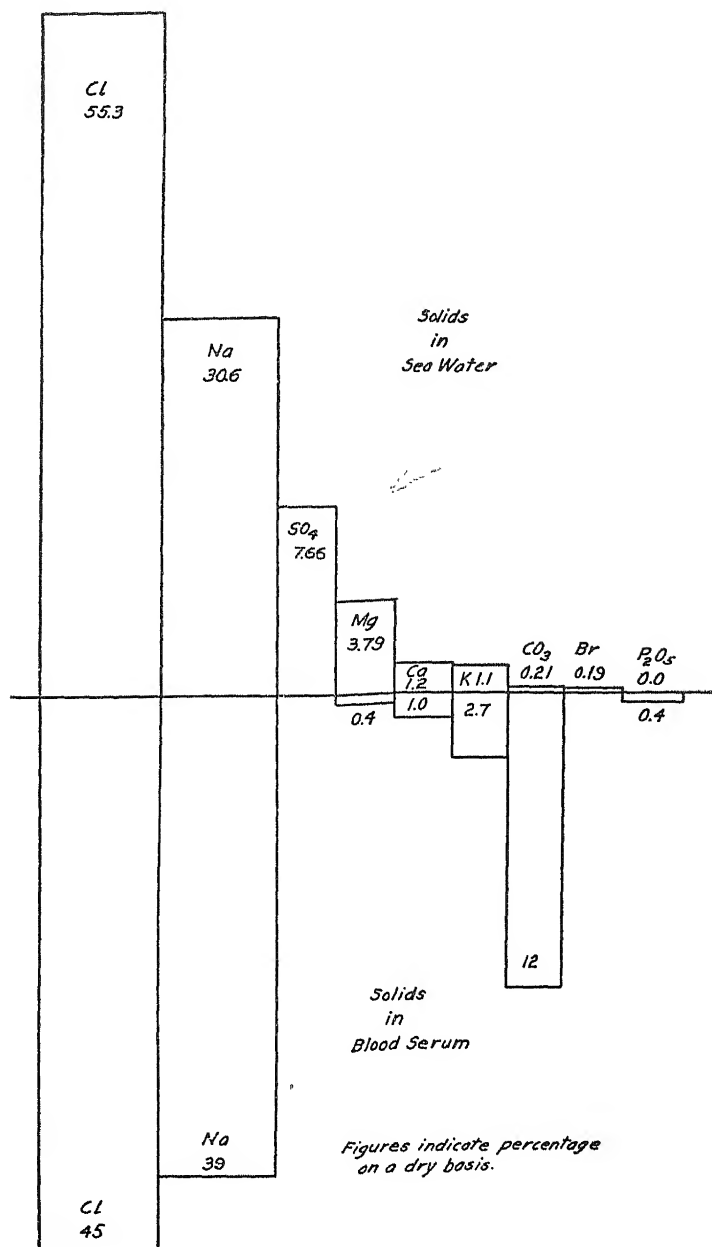 Cl
55.3
Na
30.6
Solids
in
Sea Water
SO₄
7.66
Mg
3.79
Ca
1.2
K 1.1
CO₃
0.21
Br
0.19
P₂O₅
0.0
0.4
1.0
2.7
0.4
12
Solids
in
Blood Serum
Na
39
Figures indicate percentage
on a dry basis.
Cl
45